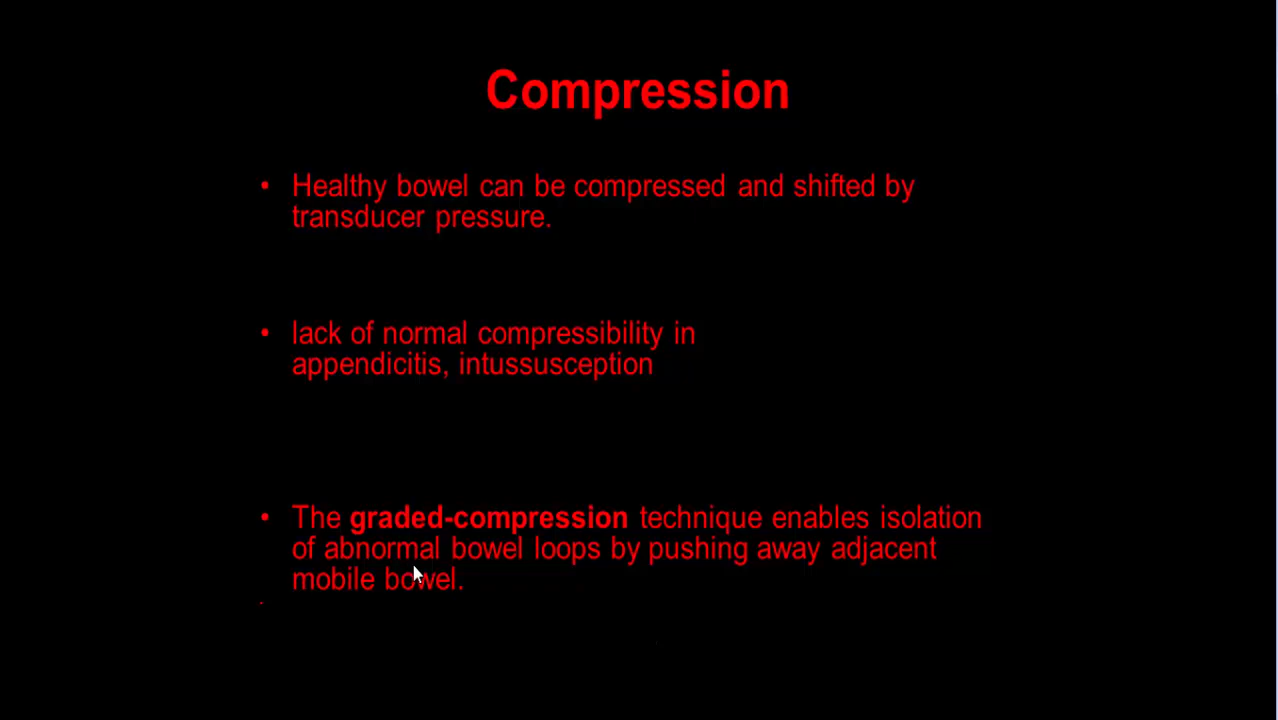 Compression
• Healthy bowel can be compressed and shifted by
transducer pressure.
• lack of normal compressibility in
appendicitis, intussusception
• The graded-compression technique enables isolation
of abnormal bowel loops by pushing away adjacent
mobile bowel.